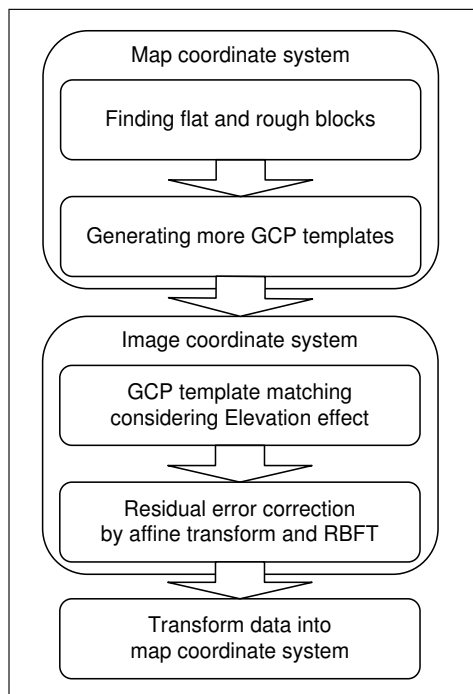 Map coordinate system
Finding flat and rough blocks
Generating more GCP templates
Image coordinate system
GCP template matching
considering Elevation effect
Residual error correction
by affine transform and RBFT
Transform data into
map coordinate system